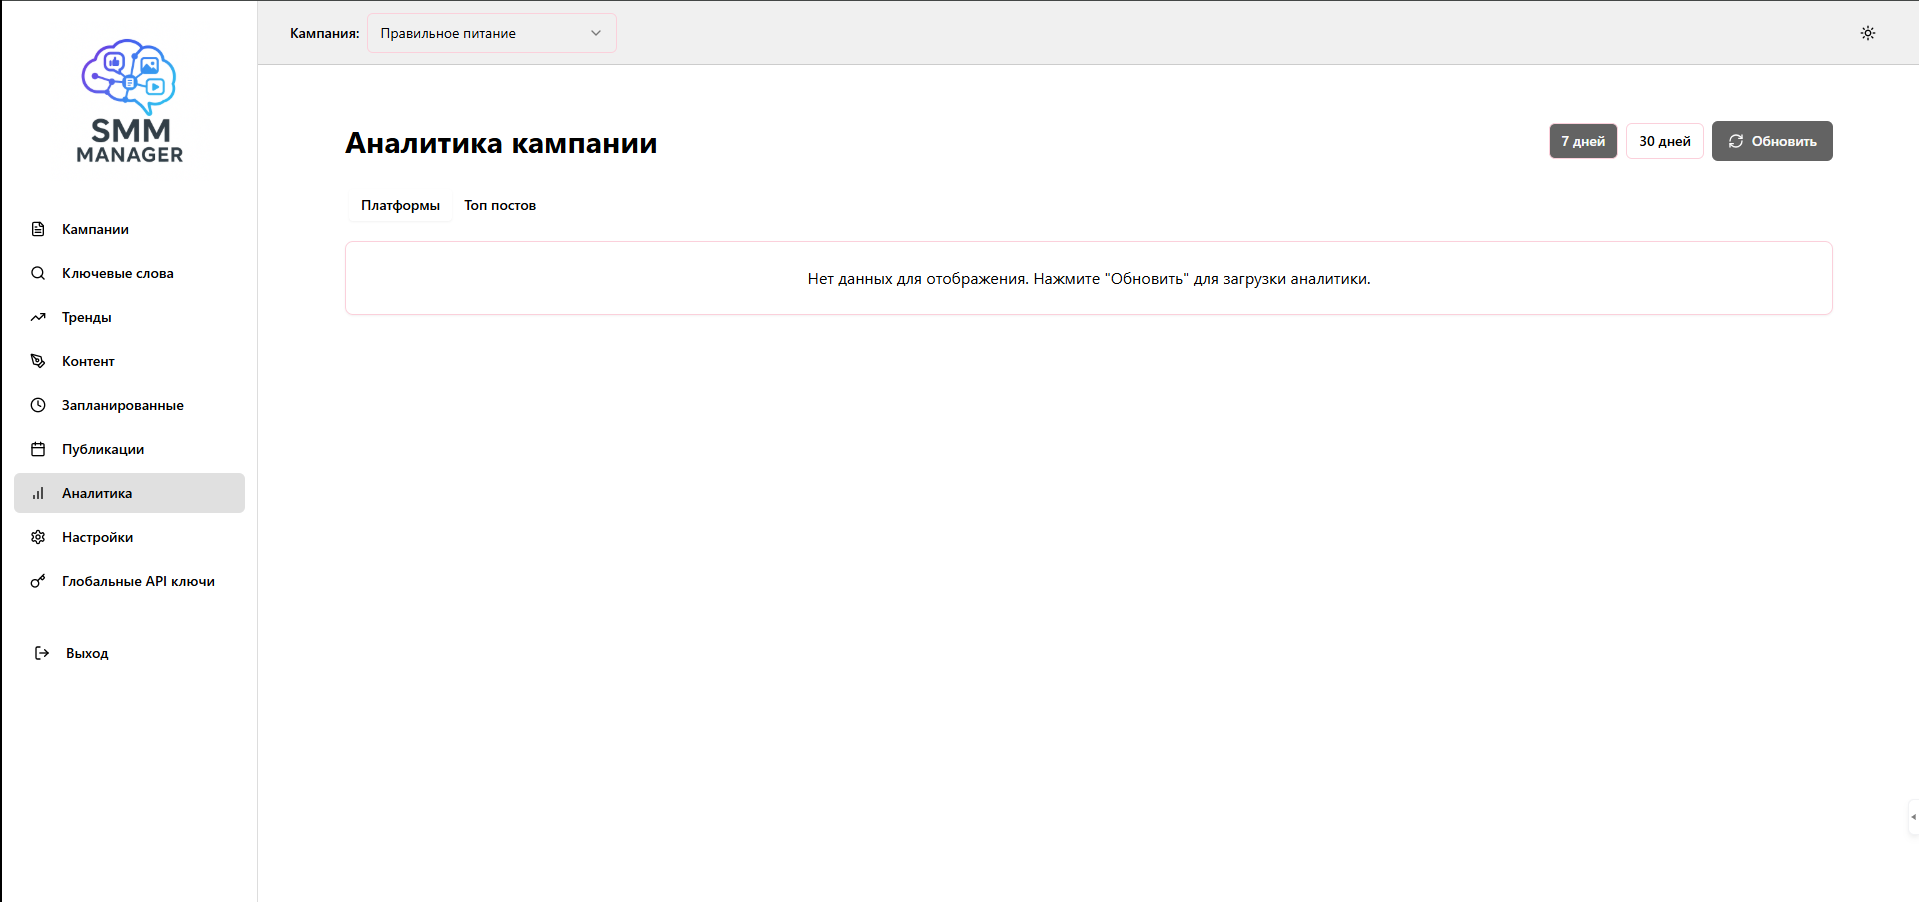 SMM
MANAGER
Кампании
Ключевые слова
Тренды
Контент
Запланированные
Публикации
Аналитика
Настройки
Глобальные API ключи
Выход
Кампания: Правильное питание
Аналитика кампании
7 дней 30 дней Обновить
Платформы Топ постов
Нет данных для отображения. Нажмите "Обновить" для загрузки аналитики.